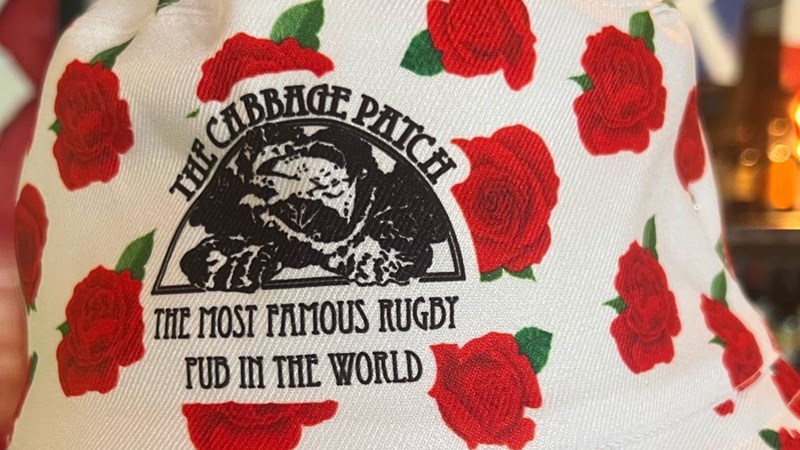 THE CABBAGE PATCH
THE MOST FAMOUS RUGBY
PUB IN THE WORLD